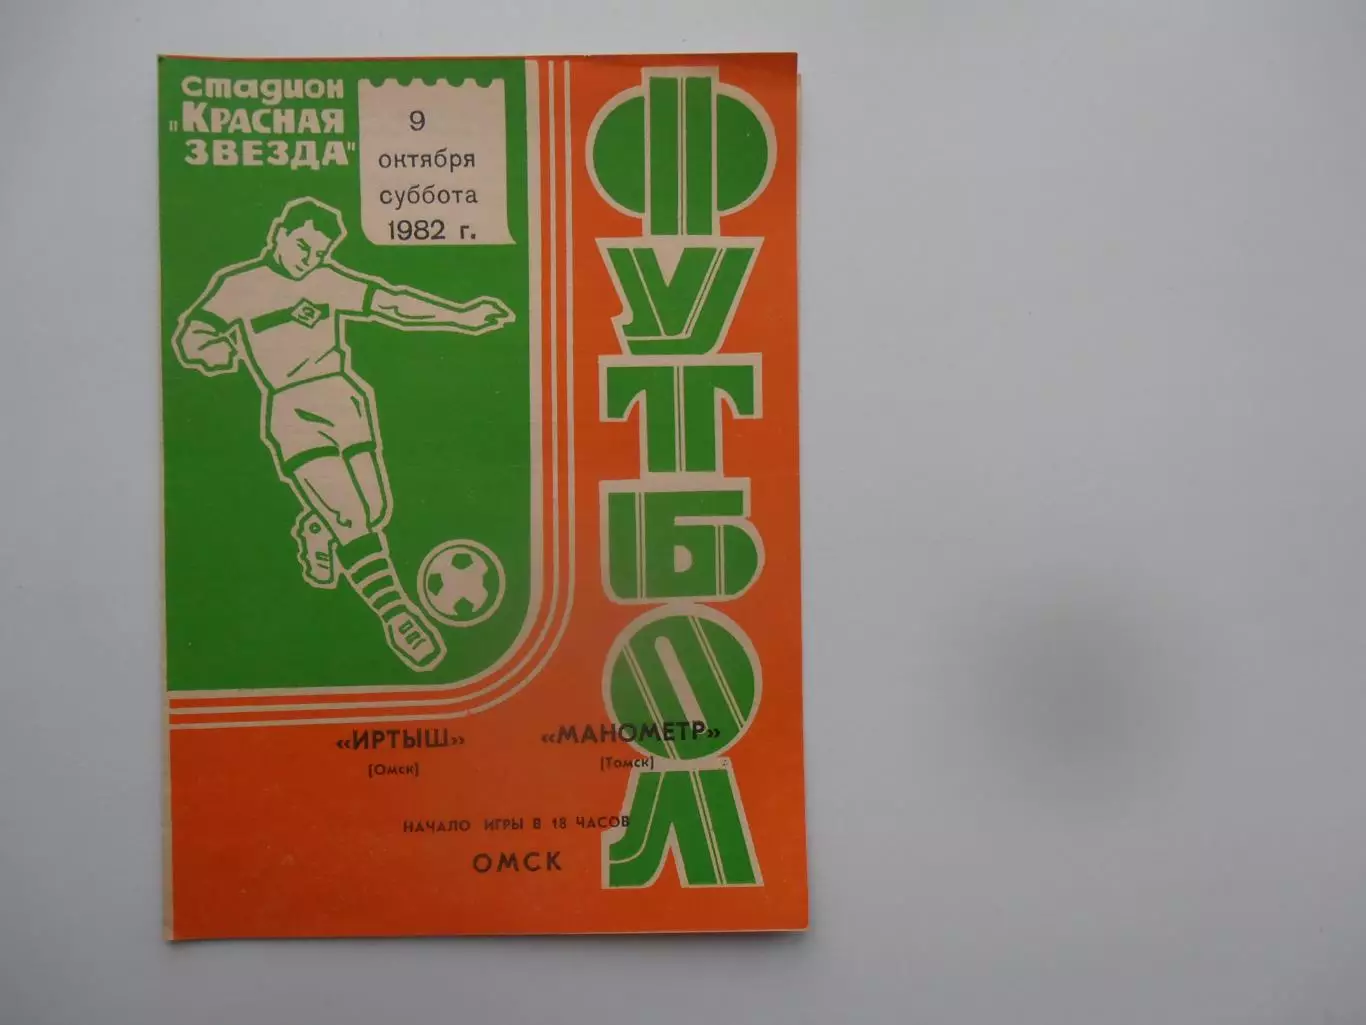 Стадион
"КРАСНАЯ
ЗВЕЗДА"
9
октября
суббота
1982 г.
ФУТБОЛ
«ИРТЫШ»
(Омск)
«МАНОМЕТР»
(Томск)
НАЧАЛО ИГРЫ В 18 ЧАСОВ
ОМСК